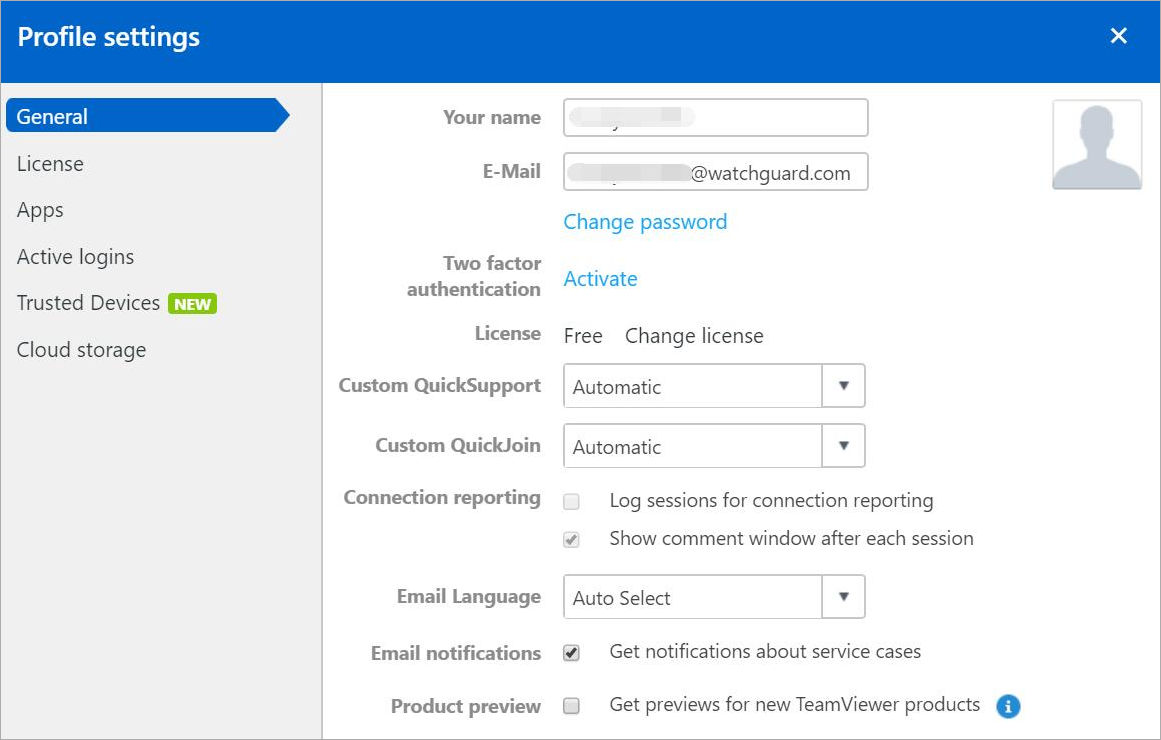 Profile settings
General
License
Apps
Active logins
Trusted Devices NEW
Cloud storage
Your name
E-Mail @watchguard.com
Change password
Two factor
authentication Activate
License Free Change license
Custom QuickSupport Automatic
Custom QuickJoin Automatic
Connection reporting Log sessions for connection reporting
Show comment window after each session
Email Language Auto Select
Email notifications Get notifications about service cases
Product preview Get previews for new TeamViewer products